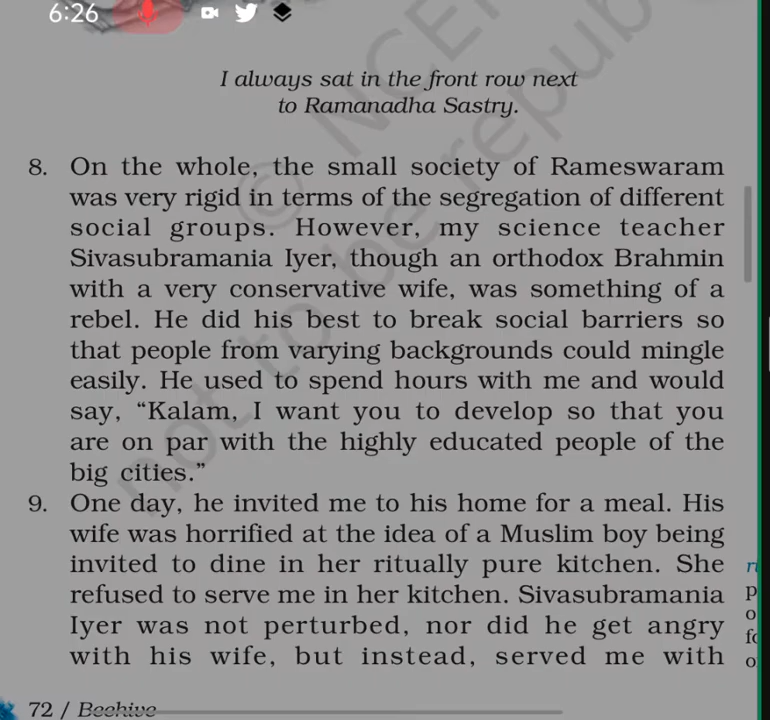 6:26
I always sat in the front row next
to Ramanadha Sastry.
8. On the whole, the small society of Rameswaram
was very rigid in terms of the segregation of different
social groups. However, my science teacher
Sivasubramania Iyer, though an orthodox Brahmin
with a very conservative wife, was something of a
rebel. He did his best to break social barriers so
that people from varying backgrounds could mingle
easily. He used to spend hours with me and would
say, “Kalam, I want you to develop so that you
are on par with the highly educated people of the
big cities.”
9. One day, he invited me to his home for a meal. His
wife was horrified at the idea of a Muslim boy being
invited to dine in her ritually pure kitchen. She
refused to serve me in her kitchen. Sivasubramania
Iyer was not perturbed, nor did he get angry
with his wife, but instead, served me with
72 / Beehive
not to be repub